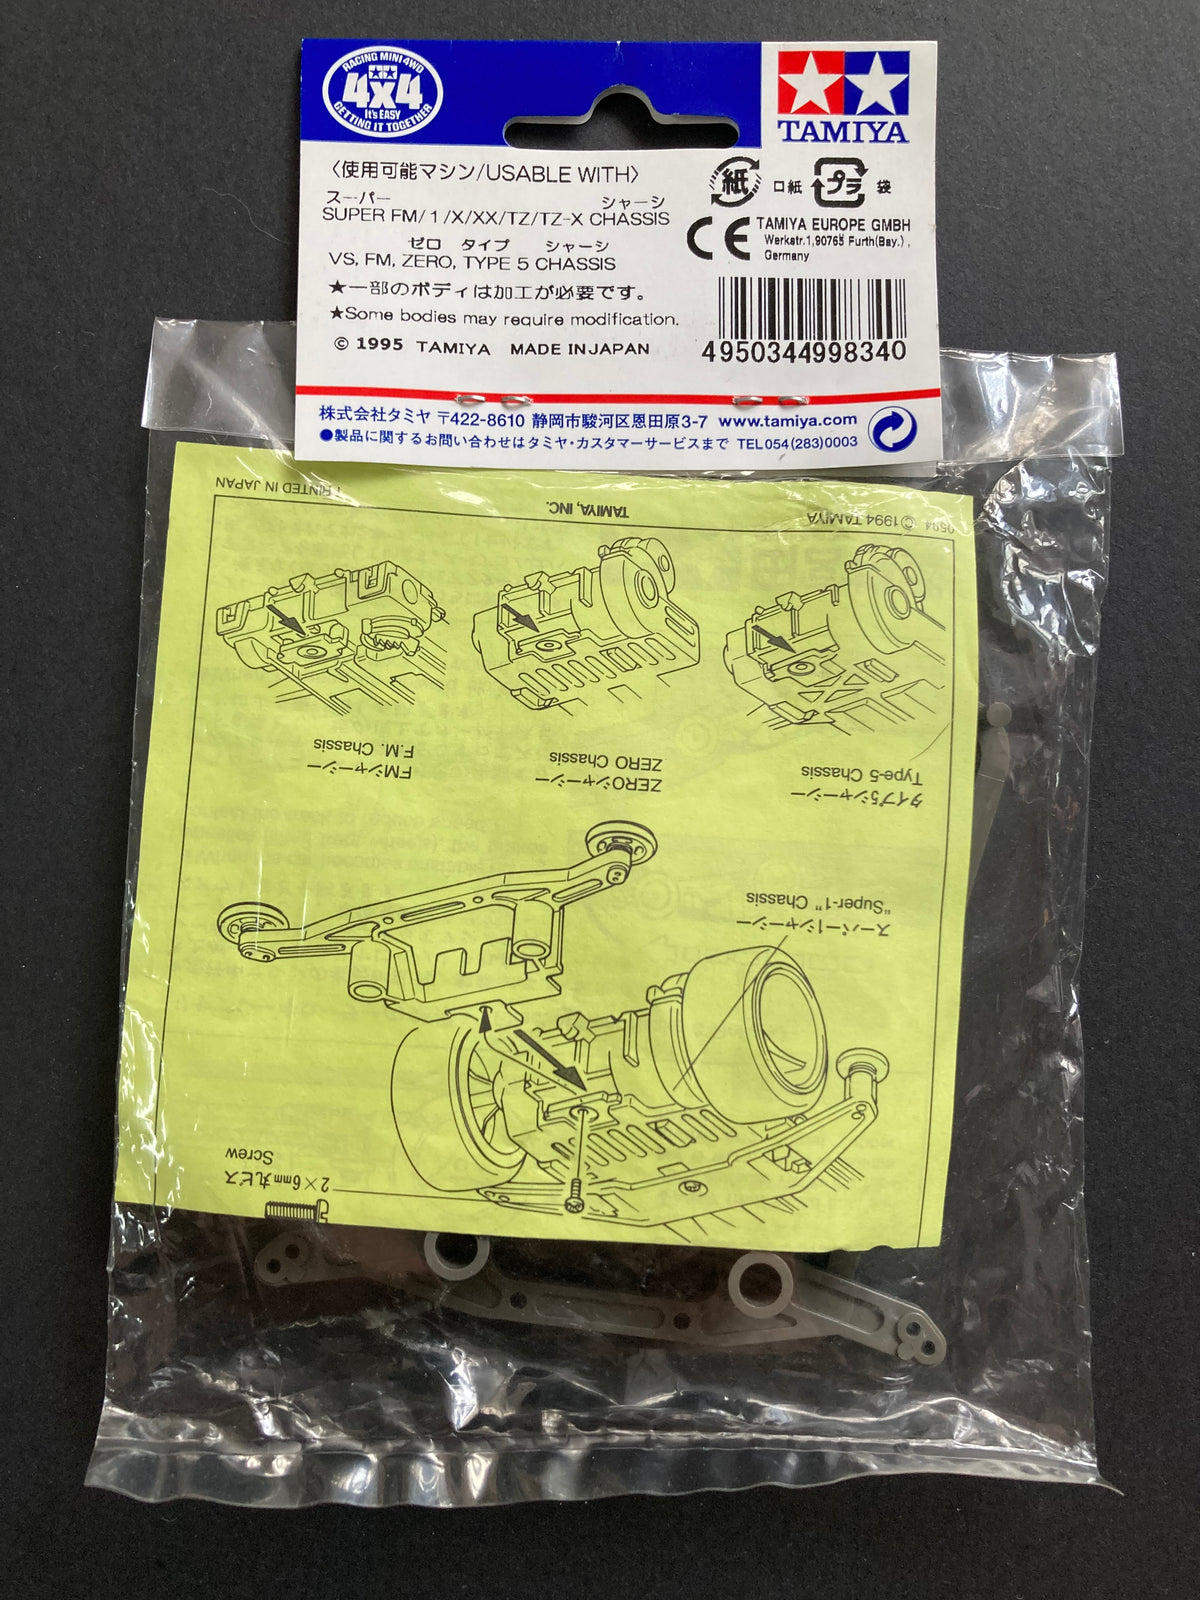 RACING MINI 4WD
4x4
It's EASY
GETTING IT TOGETHER
TAMIYA
〈使用可能マシン/USABLE WITH〉
スーパー シャーシ
SUPER FM/1/X/XX/TZ/TZ-X CHASSIS
ゼロ タイプ シャーシ
VS, FM, ZERO, TYPE 5 CHASSIS
★一部のボディは加工が必要です。
★Some bodies may require modification.
© 1995 TAMIYA MADE IN JAPAN
紙 口紙 プラ 袋
CE TAMIYA EUROPE GMBH
Werkstr.1,90765 Furth(Bay.),
Germany
4950344998340
株式会社タミヤ 〒422-8610 静岡市駿河区恩田原3-7 www.tamiya.com
●製品に関するお問い合わせはタミヤ・カスタマーサービスまで TEL054(283)0003
2×6mm丸ビス
Screw
スーパー1シャーシー
"Super-1" Chassis
タイプ5シャーシー
Type-5 Chassis
ZEROシャーシー
ZERO Chassis
FMシャーシー
F.M. Chassis
0594 ©1994 TAMIYA
TAMIYA, INC.
PRINTED IN JAPAN